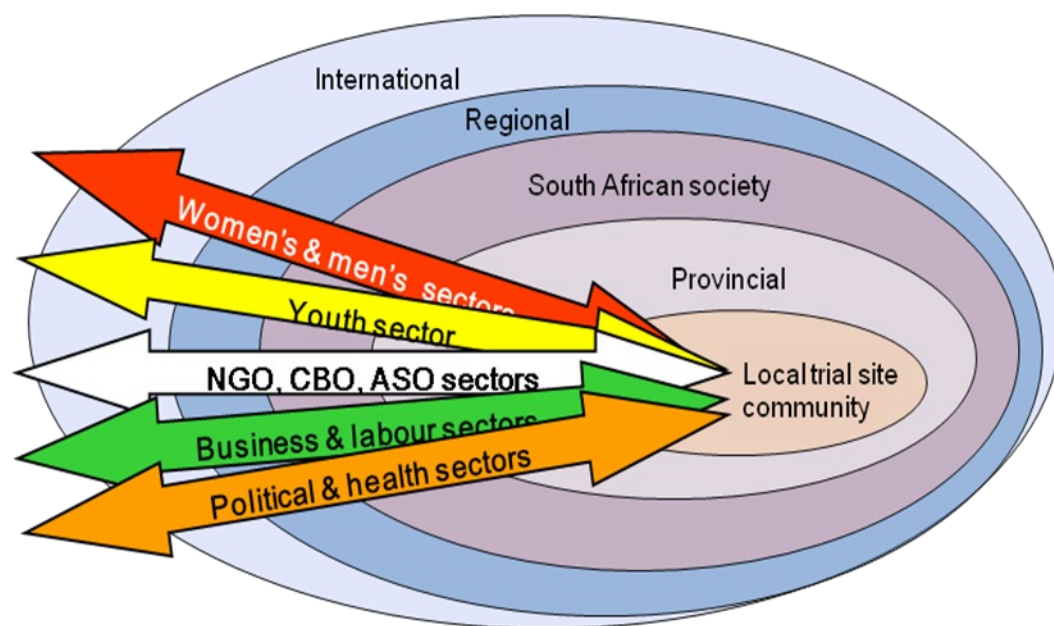 International
Regional
South African society
Provincial
Women's & men's sectors
Youth sector
NGO, CBO, ASO sectors
Local trial site
community
Business & labour sectors
Political & health sectors